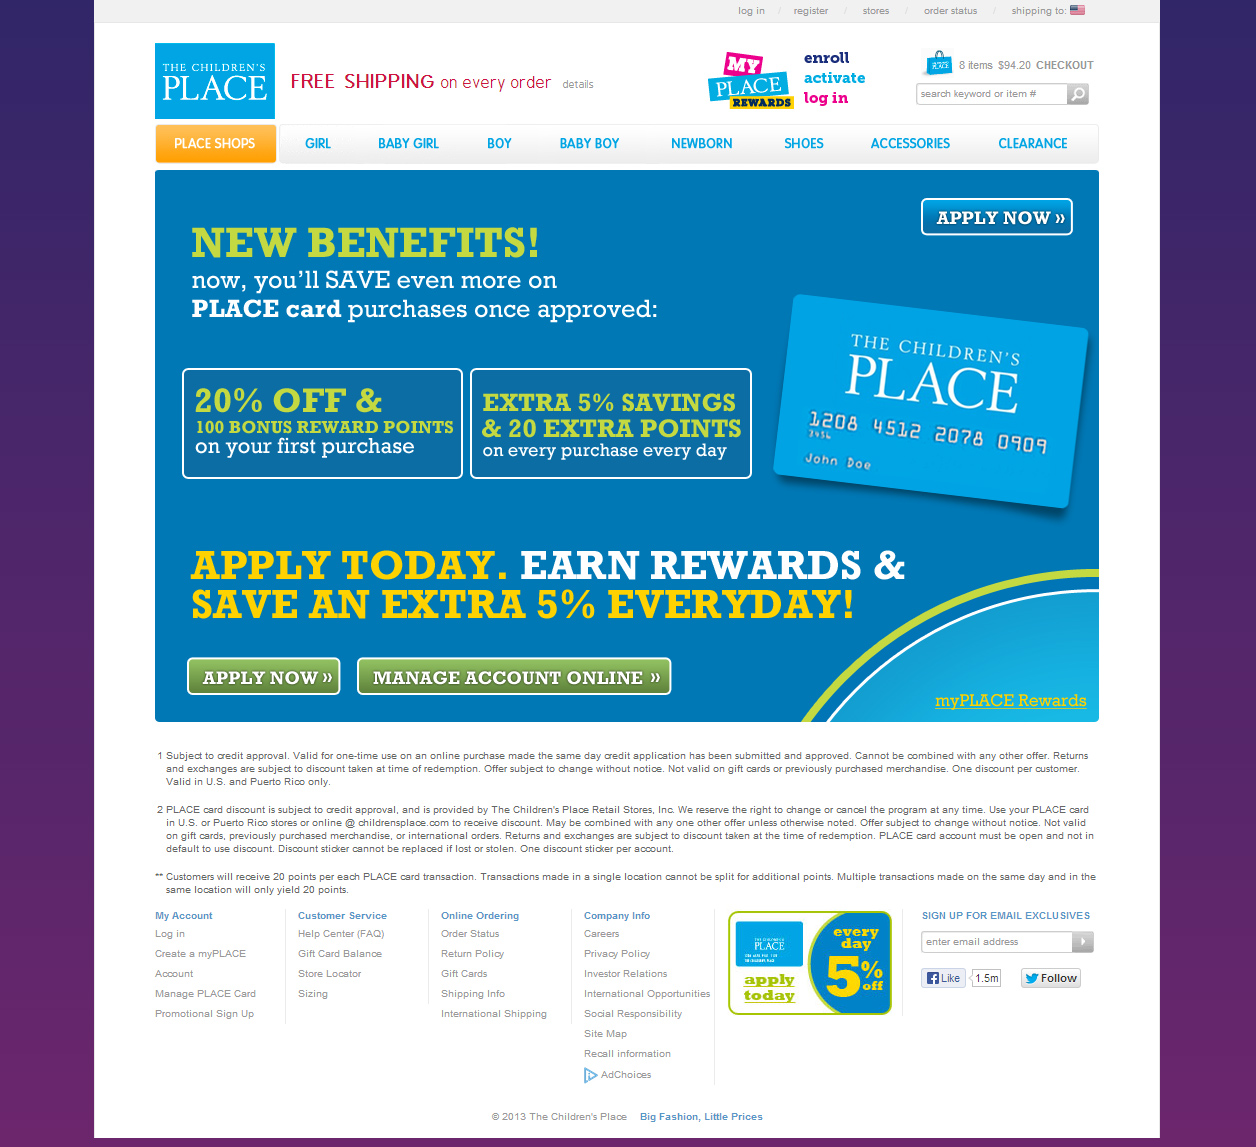 log in / register / stores / order status / shipping to:
THE CHILDREN'S
PLACE
FREE SHIPPING on every order details
MY
PLACE
REWARDS
enroll
activate
log in
8 items $94.20 CHECKOUT
search keyword or item #
PLACE SHOPS GIRL BABY GIRL BOY BABY BOY NEWBORN SHOES ACCESSORIES CLEARANCE
APPLY NOW »
NEW BENEFITS!
now, you'll SAVE even more on
PLACE card purchases once approved:
20% OFF &
100 BONUS REWARD POINTS
on your first purchase
EXTRA 5% SAVINGS
& 20 EXTRA POINTS
on every purchase every day
THE CHILDREN'S
PLACE
1208 4512 2078 0909
3456
John Doe
APPLY TODAY. EARN REWARDS &
SAVE AN EXTRA 5% EVERYDAY!
APPLY NOW » MANAGE ACCOUNT ONLINE »
myPLACE Rewards
1 Subject to credit approval. Valid for one-time use on an online purchase made the same day credit application has been submitted and approved. Cannot be combined with any other offer. Returns
and exchanges are subject to discount taken at time of redemption. Offer subject to change without notice. Not valid on gift cards or previously purchased merchandise. One discount per customer.
Valid in U.S. and Puerto Rico only.
2 PLACE card discount is subject to credit approval, and is provided by The Children's Place Retail Stores, Inc. We reserve the right to change or cancel the program at any time. Use your PLACE card
in U.S. or Puerto Rico stores or online @ childrensplace.com to receive discount. May be combined with any one other offer unless otherwise noted. Offer subject to change without notice. Not valid
on gift cards, previously purchased merchandise, or international orders. Returns and exchanges are subject to discount taken at the time of redemption. PLACE card account must be open and not in
default to use discount. Discount sticker cannot be replaced if lost or stolen. One discount sticker per account.
** Customers will receive 20 points per each PLACE card transaction. Transactions made in a single location cannot be split for additional points. Multiple transactions made on the same day and in the
same location will only yield 20 points.
My Account
Log in
Create a myPLACE
Account
Manage PLACE Card
Promotional Sign Up
Customer Service
Help Center (FAQ)
Gift Card Balance
Store Locator
Sizing
Online Ordering
Order Status
Return Policy
Gift Cards
Shipping Info
International Shipping
Company Info
Careers
Privacy Policy
Investor Relations
International Opportunities
Social Responsibility
Site Map
Recall information
AdChoices
PLACE
apply
today
every
day
5%
off
SIGN UP FOR EMAIL EXCLUSIVES
enter email address
Like 1.5m Follow
© 2013 The Children's Place Big Fashion, Little Prices